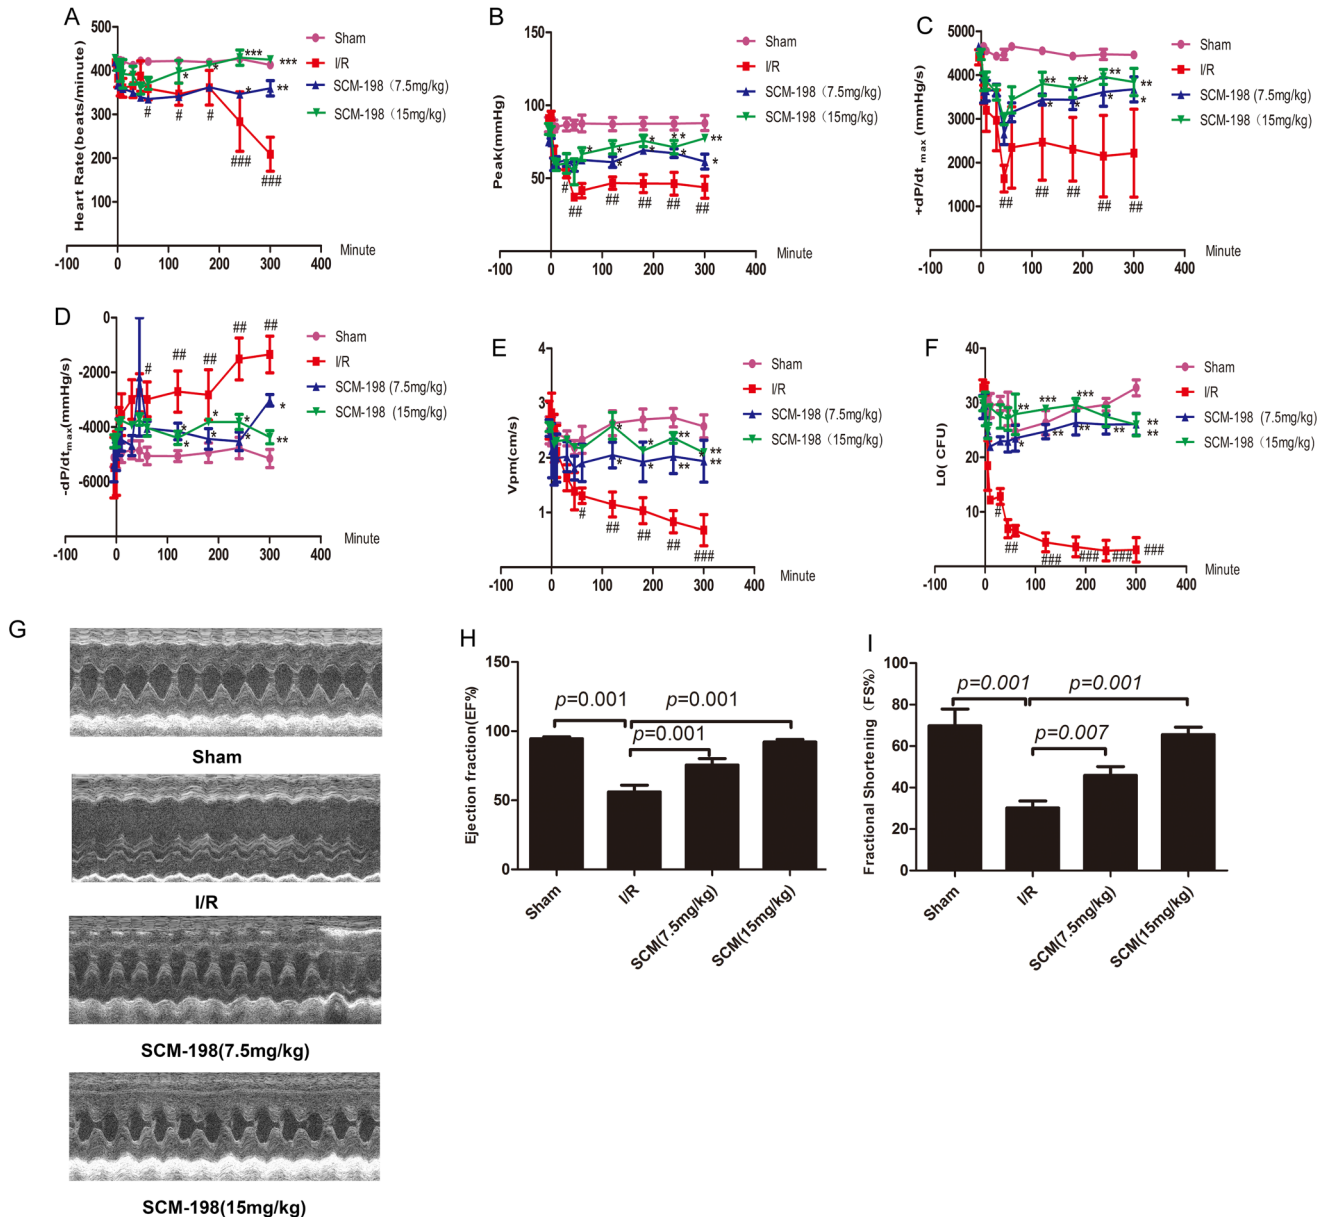 A
Heart Rate(beats/minute)
500
400
300
200
100
-100 0 100 200 300 400
Minute
Sham
I/R
SCM-198 (7.5mg/kg)
SCM-198 (15mg/kg)
* * *** ***
* **
# # # ### ###
B
Peak(mmHg)
150
100
50
-100 0 100 200 300 400
Minute
Sham
I/R
SCM-198 (7.5mg/kg)
SCM-198 (15mg/kg)
* * * * * **
* * * *
# ## ## ## ## ##
C
+dP/dt max (mmHg/s)
5000
4000
3000
2000
1000
-100 0 100 200 300 400
Minute
Sham
I/R
SCM-198 (7.5mg/kg)
SCM-198 (15mg/kg)
** ** ** **
* * * *
## ## ## ## ##
D
-dP/dtmax(mmHg/s)
0
-2000
-4000
-6000
-100 0 100 200 300 400
Minute
Sham
I/R
SCM-198 (7.5mg/kg)
SCM-198 (15mg/kg)
# ## ## ## ##
* * * *
* * * **
E
Vpm(cm/s)
4
3
2
1
-100 0 100 200 300 400
Minute
Sham
I/R
SCM-198 (7.5mg/kg)
SCM-198 (15mg/kg)
* * ** **
* * ** **
# ## ## ## ###
F
L0( CFU)
40
30
20
10
-100 0 100 200 300 400
Minute
Sham
I/R
SCM-198 (7.5mg/kg)
SCM-198 (15mg/kg)
** *** *** ** **
* ** ** ** **
# ## ### ### ### ###
G
Sham
I/R
SCM-198(7.5mg/kg)
SCM-198(15mg/kg)
H
Ejection fraction(EF%)
150
100
50
0
p=0.001
p=0.001
p=0.001
Sham
I/R
SCM(7.5mg/kg)
SCM(15mg/kg)
I
Fractional Shortening (FS%)
100
80
60
40
20
0
p=0.001
p=0.001
p=0.007
Sham
I/R
SCM(7.5mg/kg)
SCM(15mg/kg)